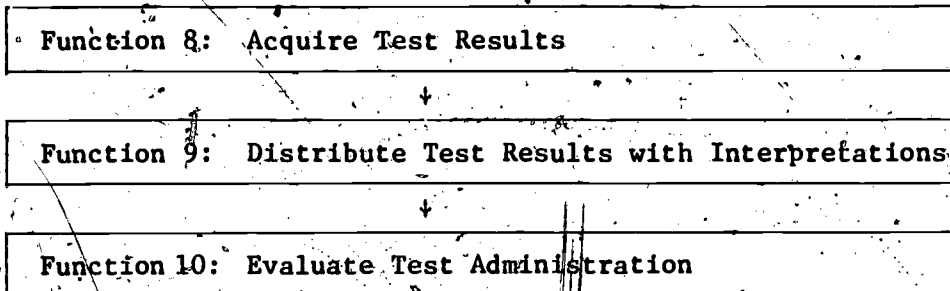 Function 8: Acquire Test Results
↓
Function 9: Distribute Test Results with Interpretations
↓
Function 10: Evaluate Test Administration